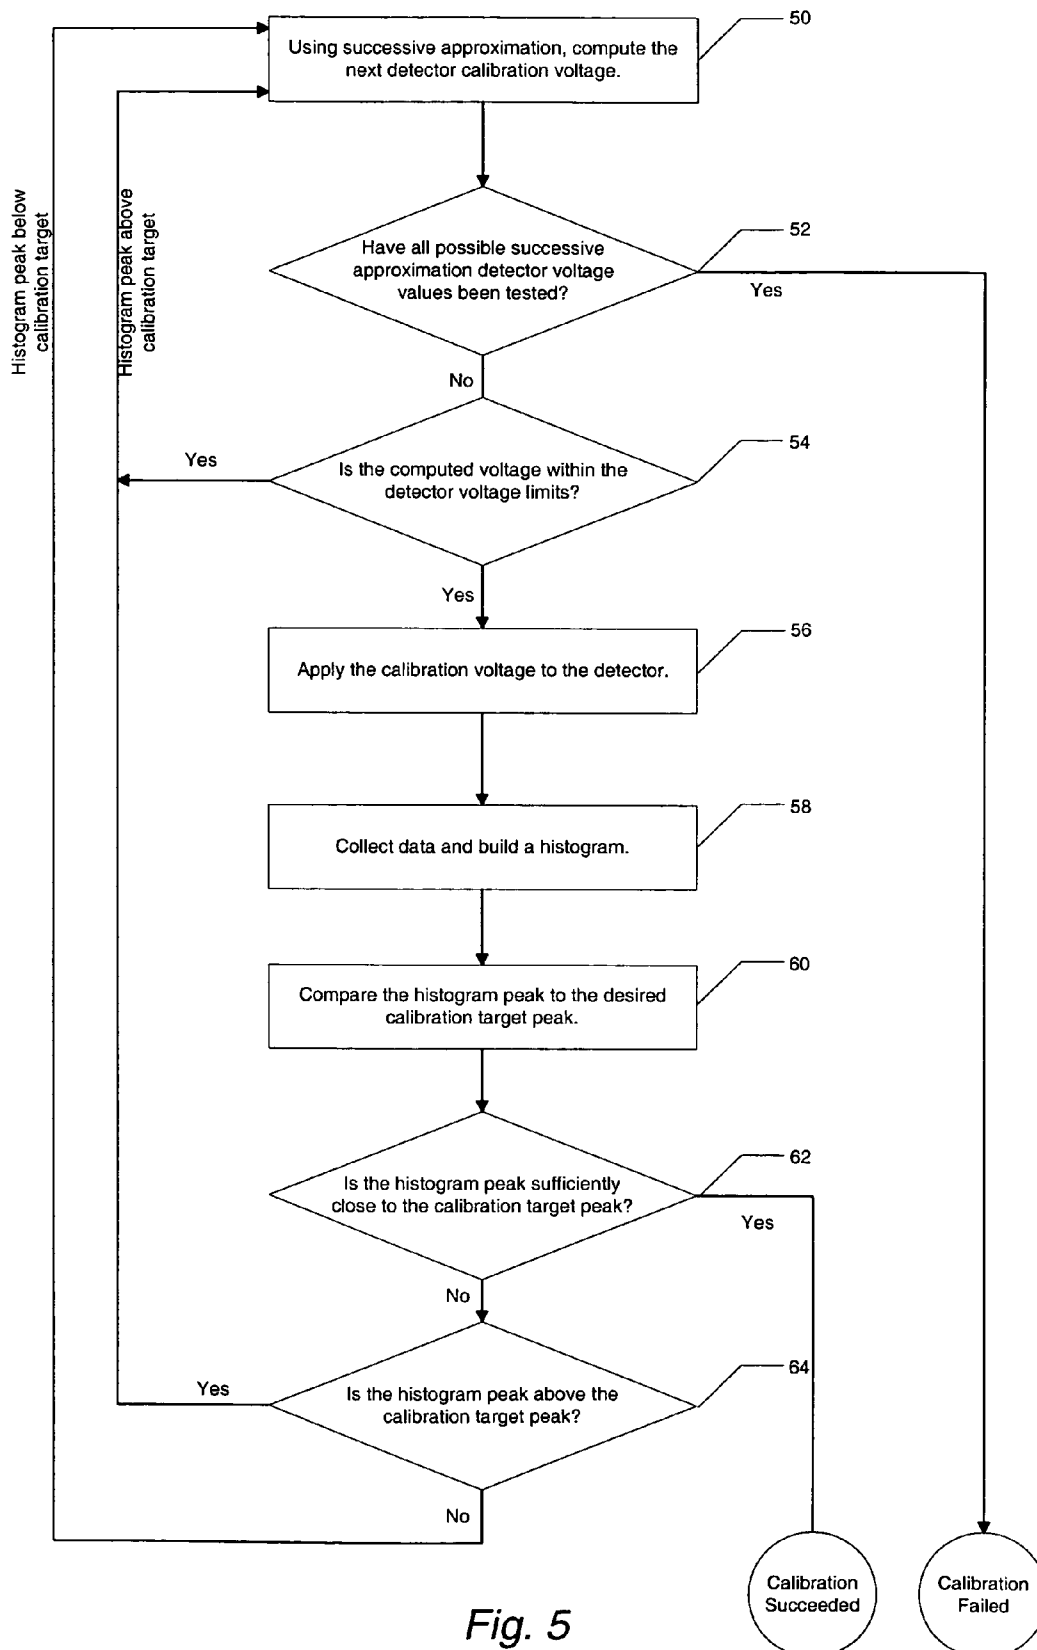 50
Using successive approximation, compute the
next detector calibration voltage.
Histogram peak below
calibration target
Histogram peak above
calibration target
52
Have all possible successive
approximation detector voltage
values been tested?
Yes
No
54
Is the computed voltage within the
detector voltage limits?
Yes
Yes
56
Apply the calibration voltage to the detector.
58
Collect data and build a histogram.
60
Compare the histogram peak to the desired
calibration target peak.
62
Is the histogram peak sufficiently
close to the calibration target peak?
Yes
No
64
Is the histogram peak above the
calibration target peak?
Yes
No
Calibration
Succeeded
Calibration
Failed
Fig. 5